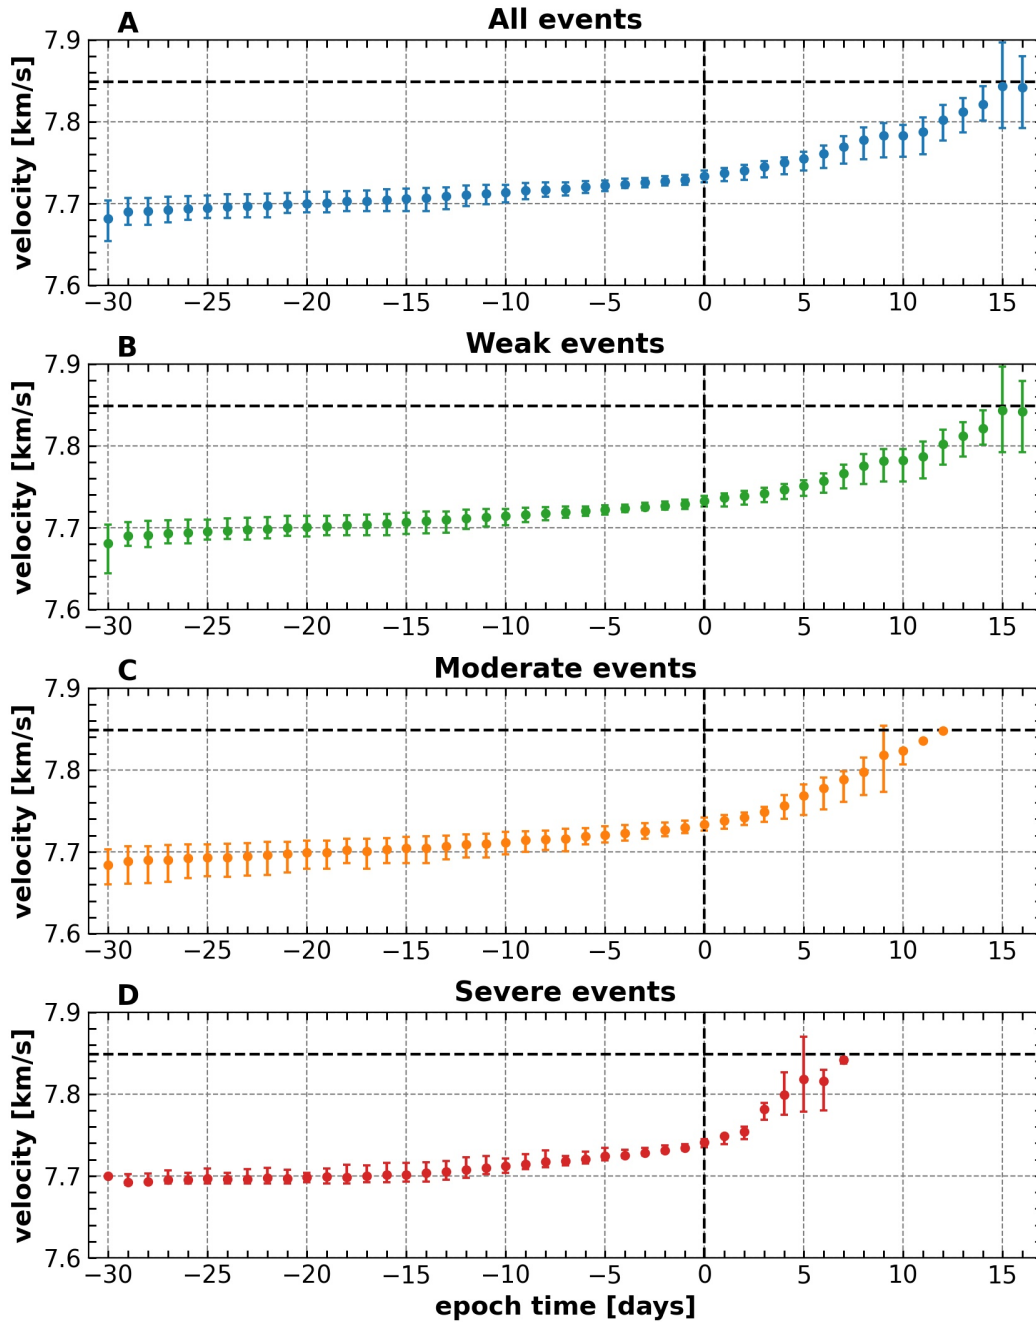 A
All events
7.9
7.8
7.7
7.6
velocity [km/s]
−30 −25 −20 −15 −10 −5 0 5 10 15
B
Weak events
7.9
7.8
7.7
7.6
velocity [km/s]
−30 −25 −20 −15 −10 −5 0 5 10 15
C
Moderate events
7.9
7.8
7.7
7.6
velocity [km/s]
−30 −25 −20 −15 −10 −5 0 5 10 15
D
Severe events
7.9
7.8
7.7
7.6
velocity [km/s]
−30 −25 −20 −15 −10 −5 0 5 10 15
epoch time [days]